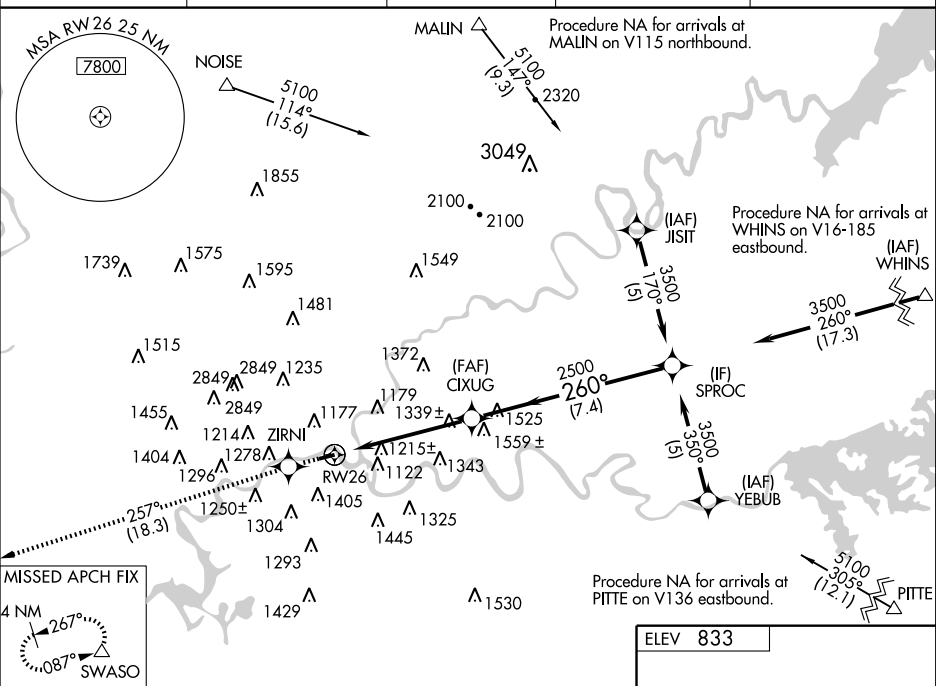 MSA RW26 25 NM
7800
NOISE
5100
114°
(15.6)
MALIN
5100
147°
(9.3)
2320
Procedure NA for arrivals at
MALIN on V115 northbound.
3049
1855
2100
2100
(IAF)
JISIT
Procedure NA for arrivals at
WHINS on V16-185
eastbound.
(IAF)
WHINS
1739
1575
1595
1549
3500
170°
(5)
3500
260°
(17.3)
1481
1515
2849
2849
2849
1235
1372
(FAF)
CIXUG
2500
260°
(7.4)
(IF)
SPROC
1455
1214
1177
1179
1339±
1525
1559±
ZIRNI
1404
1296
1278
RW26
1215±
1122
1343
3500
350°
(5)
(IAF)
YEBUB
1250±
1304
1405
1445
1325
257°
(18.3)
1293
1429
1530
5100
305°
(12.1)
PITTE
Procedure NA for arrivals at
PITTE on V136 eastbound.
MISSED APCH FIX
4 NM
267°
087°
SWASO
ELEV 833